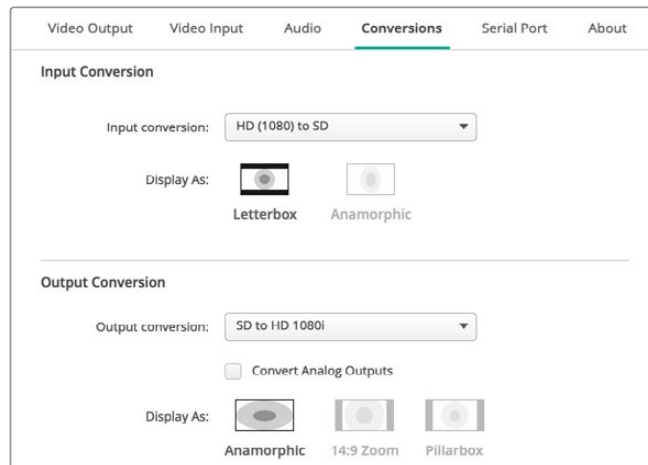 Video Output Video Input Audio Conversions Serial Port About
Input Conversion
Input conversion: HD (1080) to SD
Display As:
Letterbox Anamorphic
Output Conversion
Output conversion: SD to HD 1080i
Convert Analog Outputs
Display As:
Anamorphic 14:9 Zoom Pillarbox